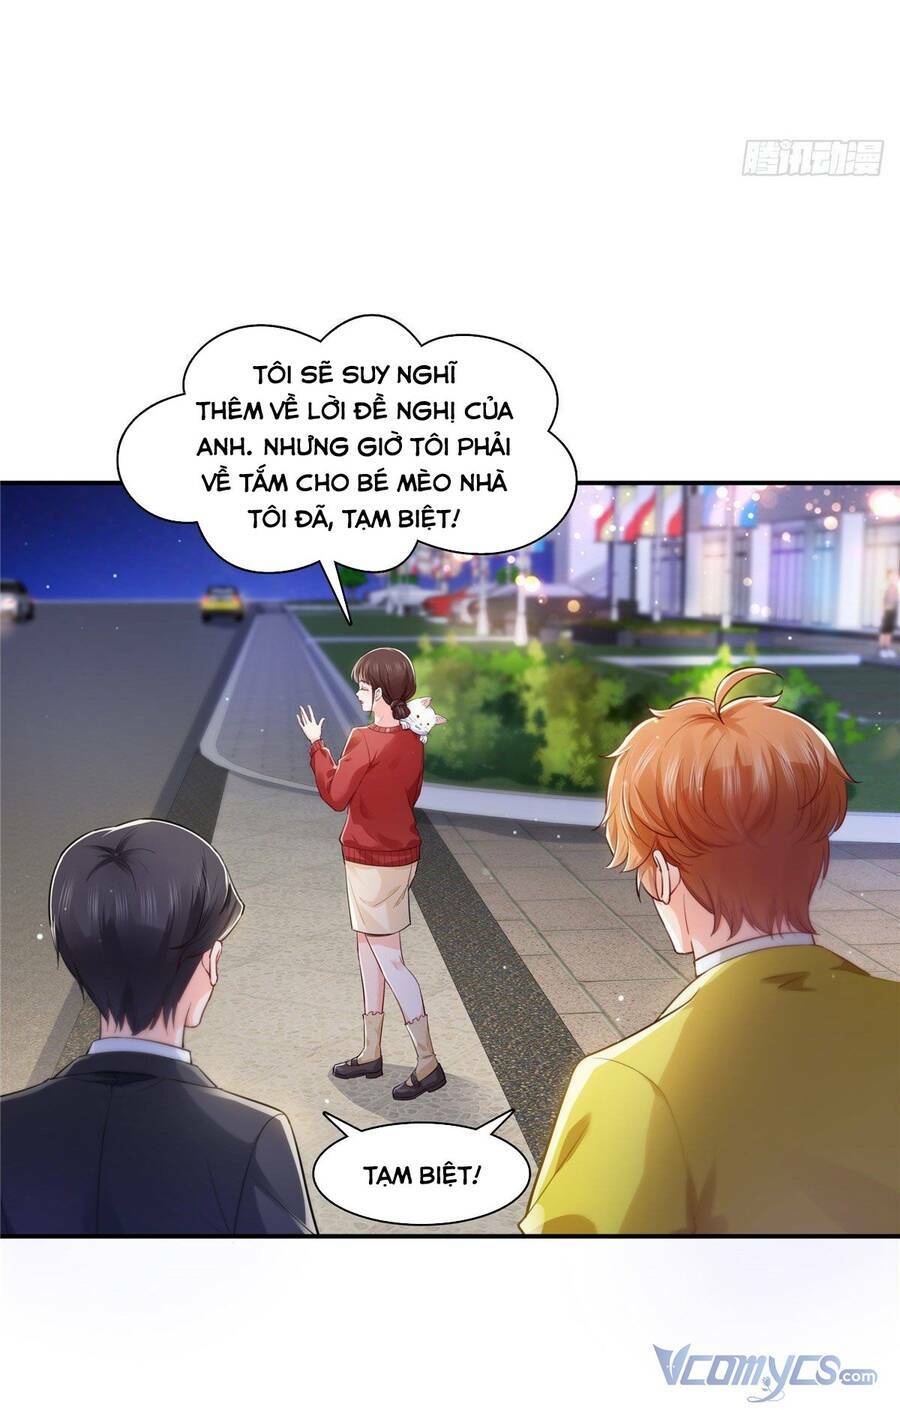 腾讯动漫
TÔI SẼ SUY NGHĨ
THÊM VỀ LỜI ĐỀ NGHỊ CỦA
ANH. NHƯNG GIỜ TÔI PHẢI
VỀ TẮM CHO BÉ MÈO NHÀ
TÔI ĐÃ, TẠM BIỆT!
TẠM BIỆT!
VCOMYCS.com